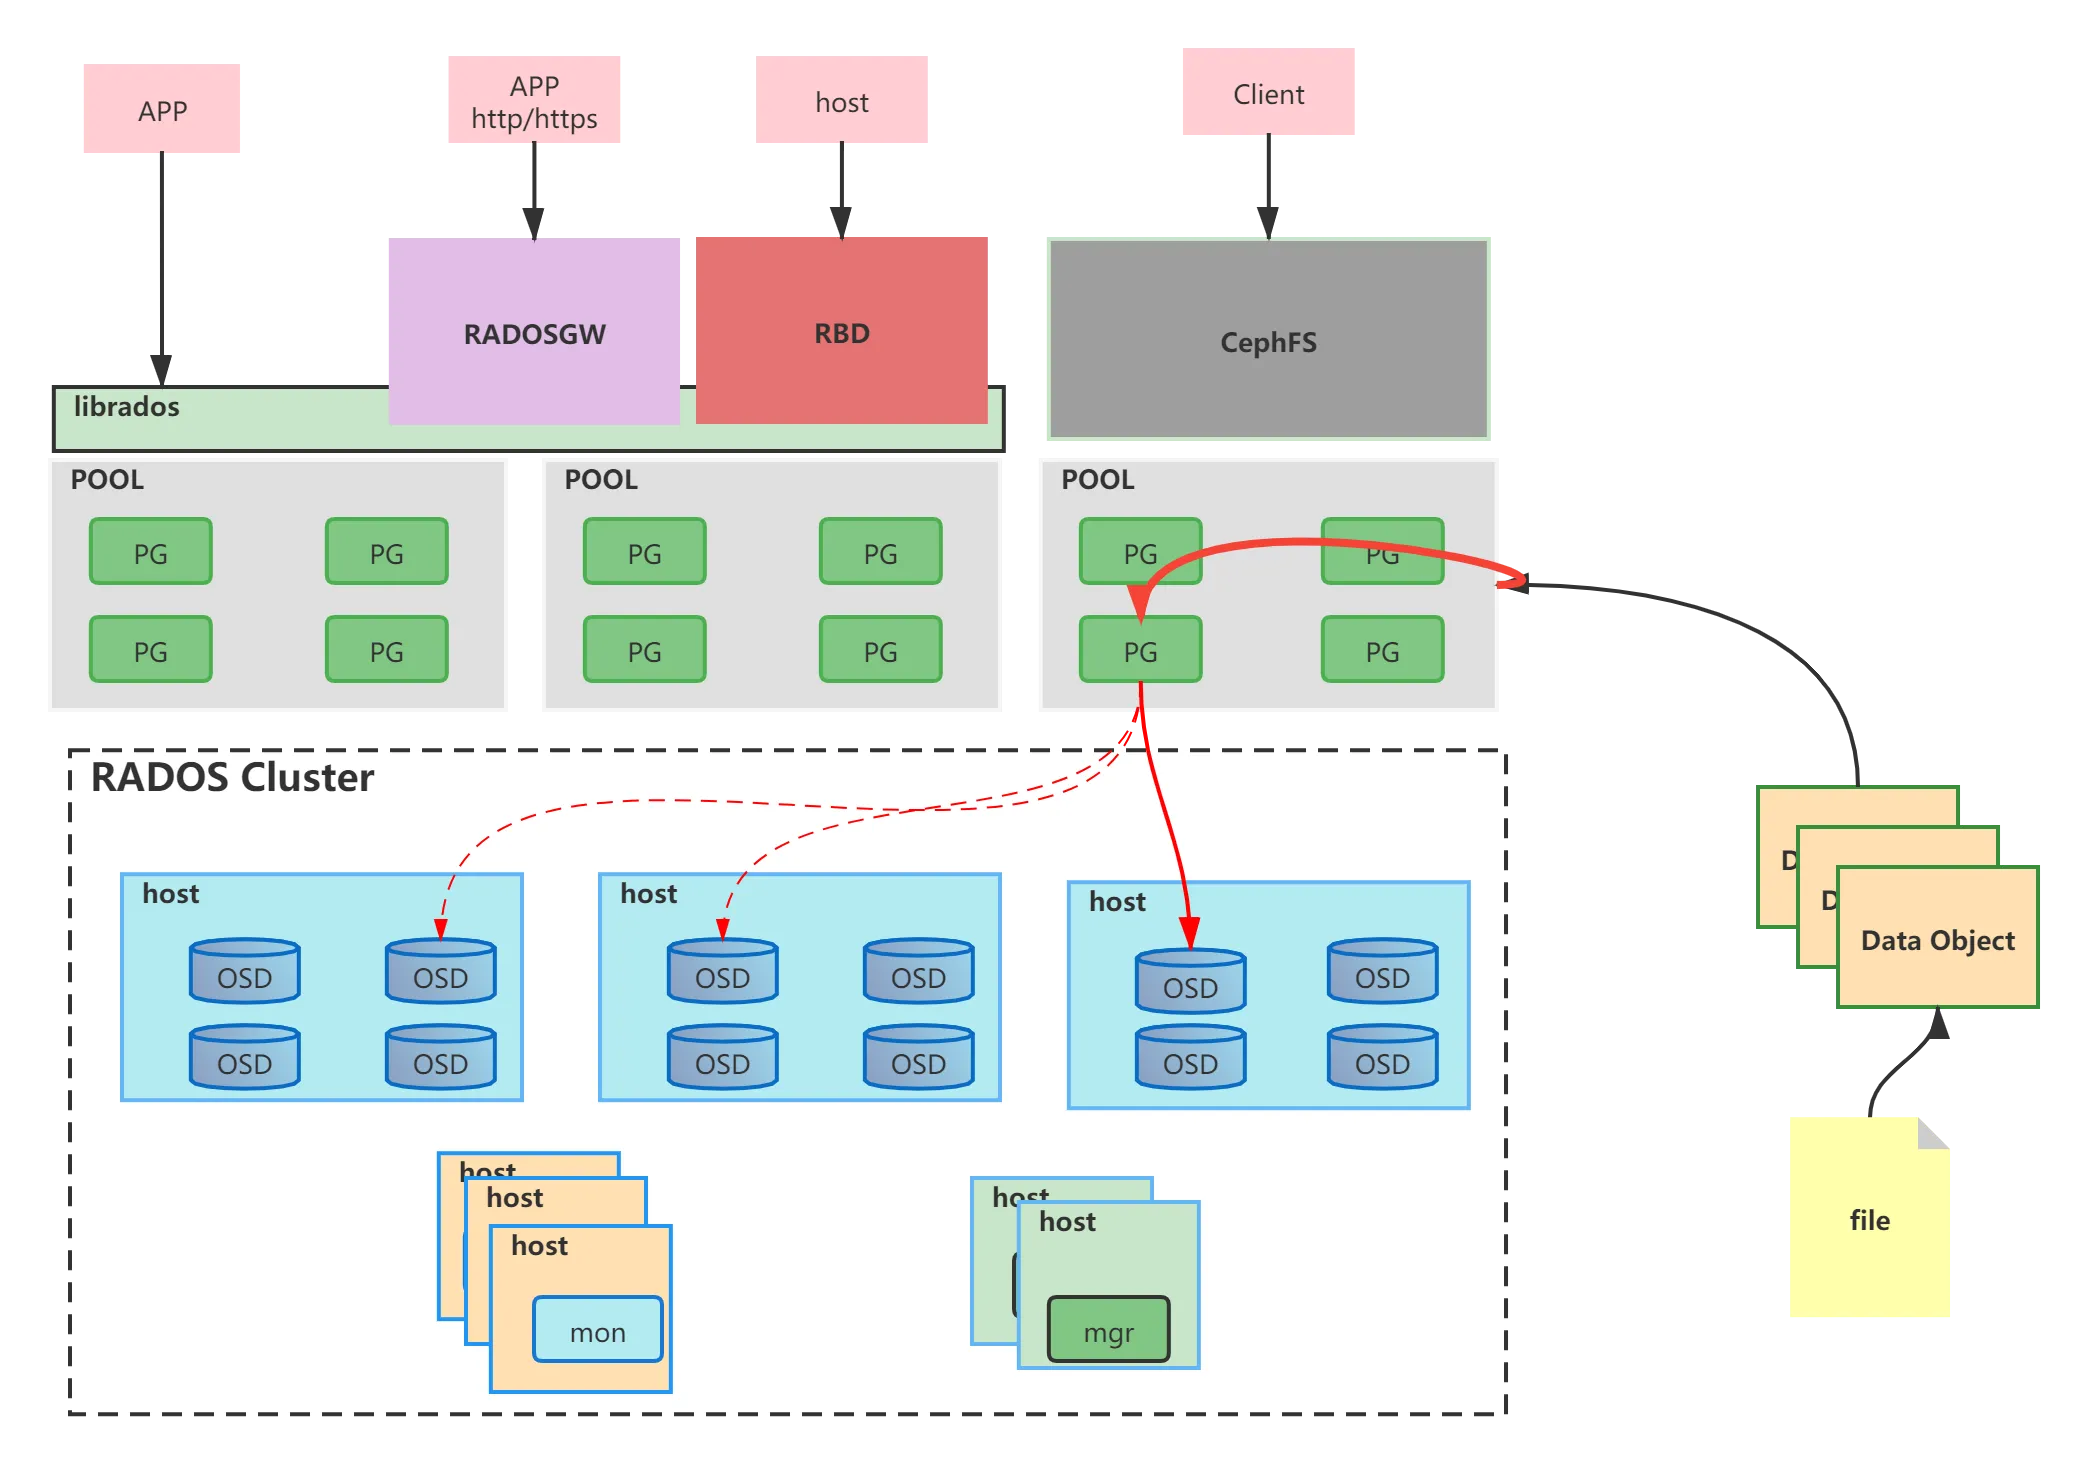 APP
APP
http/https
host
Client
RADOSGW
RBD
CephFS
librados
POOL
POOL
POOL
PG
PG
PG
PG
PG
PG
PG
PG
PG
PG
PG
PG
RADOS Cluster
host
host
host
OSD
OSD
OSD
OSD
OSD
OSD
OSD
OSD
OSD
OSD
OSD
OSD
D
D
Data Object
host
host
host
mon
host
host
mgr
file